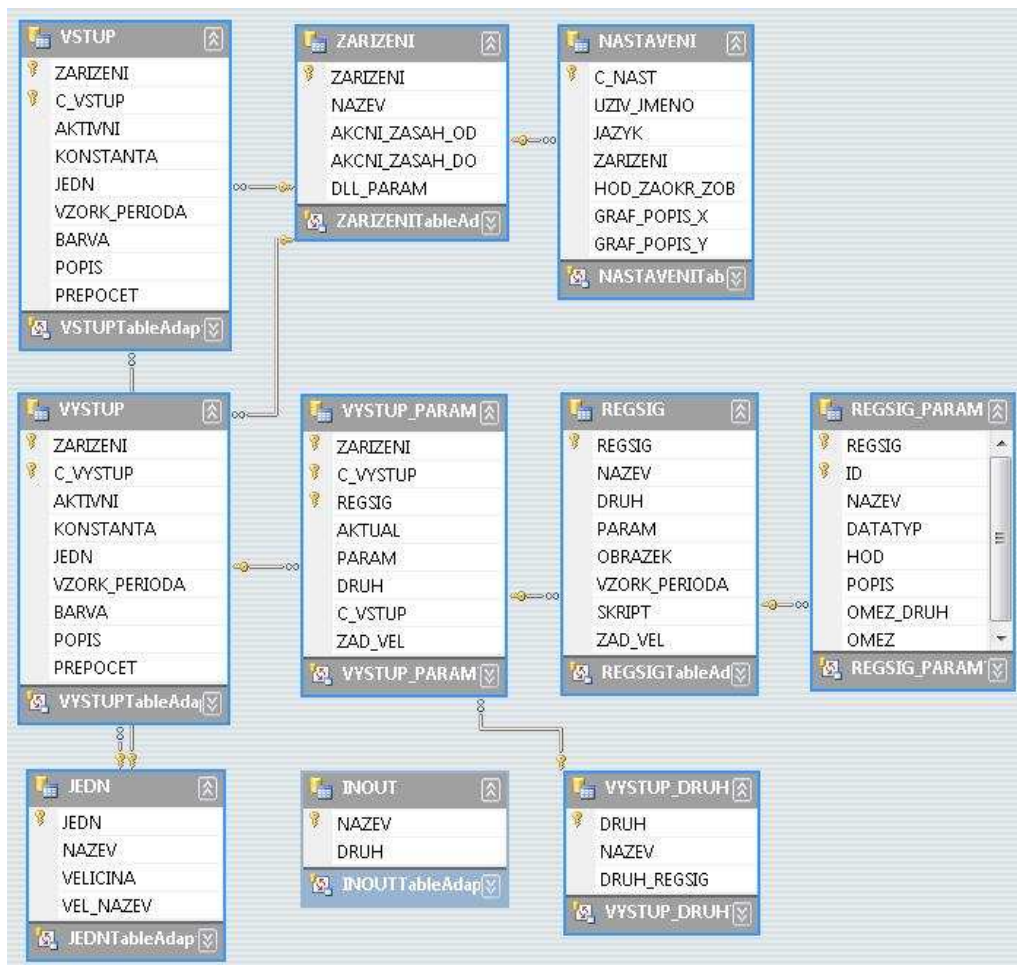 VSTUP
ZARIZENI
C_VSTUP
AKTIVNI
KONSTANTA
JEDN
VZORK_PERIODA
BARVA
POPIS
PREPOCET
VSTUPTableAdap
ZARIZENI
ZARIZENI
NAZEV
AKCNI_ZASAH_OD
AKCNI_ZASAH_DO
DLL_PARAM
ZARIZENITableAd
NASTAVENI
C_NAST
UZIV_JMENO
JAZYK
ZARIZENI
HOD_ZAOKR_ZOB
GRAF_POPIS_X
GRAF_POPIS_Y
NASTAVENITab
VYSTUP
ZARIZENI
C_VYSTUP
AKTIVNI
KONSTANTA
JEDN
VZORK_PERIODA
BARVA
POPIS
PREPOCET
VYSTUPTableAda
VYSTUP_PARAM
ZARIZENI
C_VYSTUP
REGSIG
AKTUAL
PARAM
DRUH
C_VSTUP
ZAD_VEL
VYSTUP_PARAM
REGSIG
REGSIG
NAZEV
DRUH
PARAM
OBRAZEK
VZORK_PERIODA
SKRIPT
ZAD_VEL
REGSIGTableAd
REGSIG_PARAM
REGSIG
ID
NAZEV
DATATYP
HOD
POPIS
OMEZ_DRUH
OMEZ
REGSIG_PARAM
JEDN
JEDN
NAZEV
VELICINA
VEL_NAZEV
JEDNTableAdap
INOUT
NAZEV
DRUH
INOUTTableAdap
VYSTUP_DRUH
DRUH
NAZEV
DRUH_REGSIG
VYSTUP_DRUH